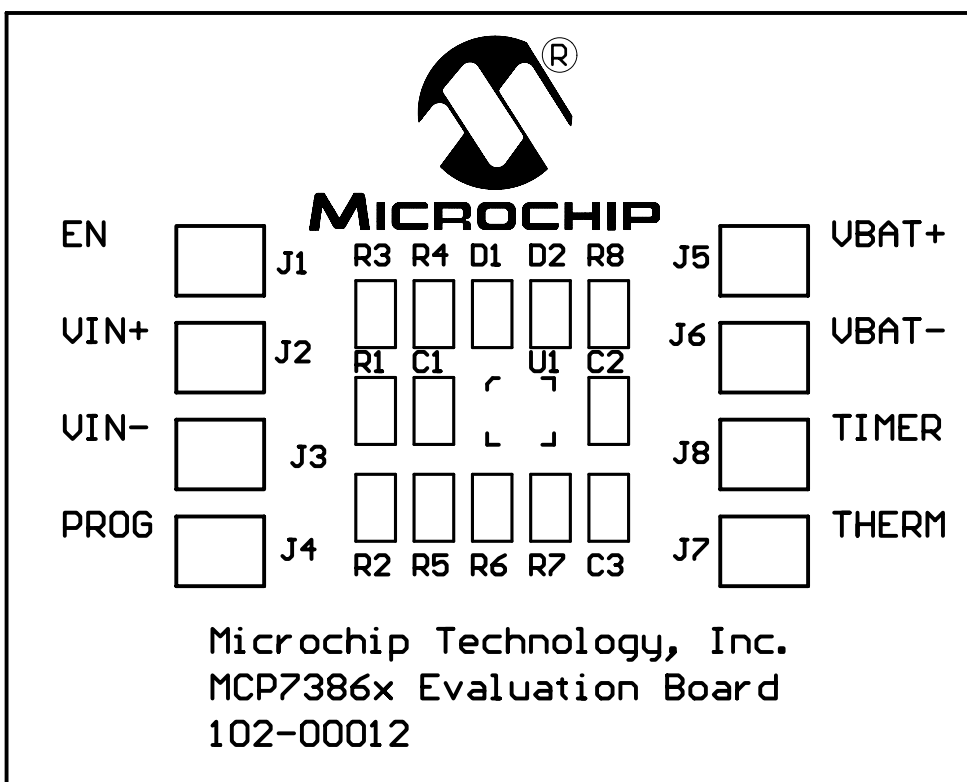 ®
MICROCHIP
EN J1 R3 R4 D1 D2 R8 J5 VBAT+
VIN+ J2 R1 C1 U1 C2 J6 VBAT-
VIN- J3 J8 TIMER
PROG J4 R2 R5 R6 R7 C3 J7 THERM
Microchip Technology, Inc.
MCP7386x Evaluation Board
102-00012